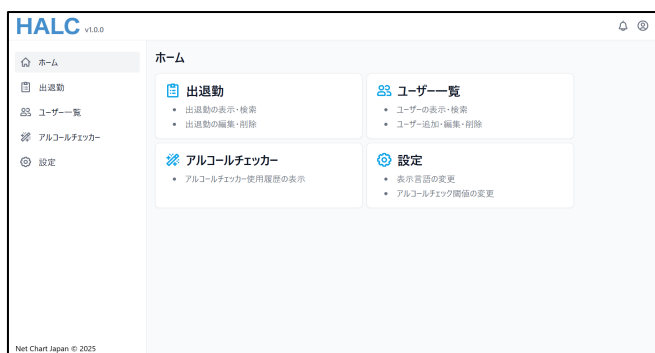 HALC v1.0.0
ホーム
出退勤
ユーザー一覧
アルコールチェッカー
設定
ホーム
出退勤
• 出退勤の表示・検索
• 出退勤の編集・削除
ユーザー一覧
• ユーザーの表示・検索
• ユーザー追加・編集・削除
アルコールチェッカー
• アルコールチェッカー使用履歴の表示
設定
• 表示言語の変更
• アルコールチェック閾値の変更
Net Chart Japan © 2025